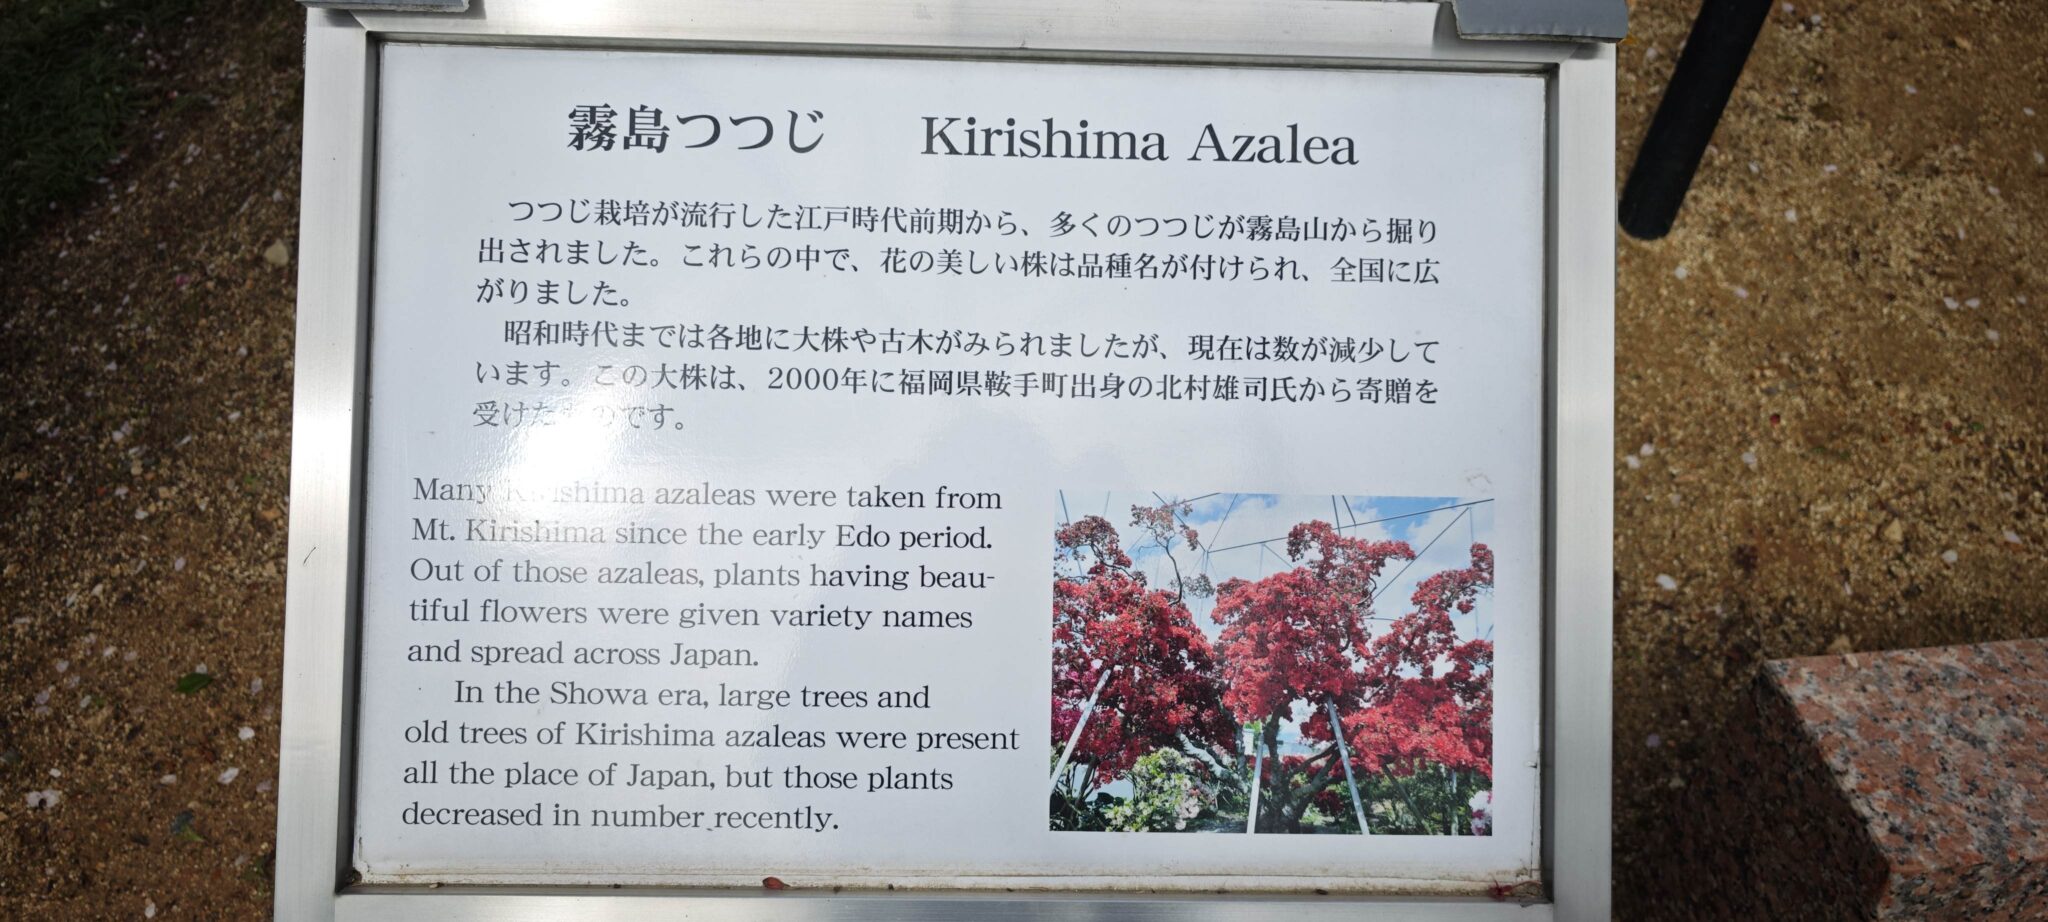 霧島つつじ Kirishima Azalea
つつじ栽培が流行した江戸時代前期から、多くのつつじが霧島山から掘り
出されました。これらの中で、花の美しい株は品種名が付けられ、全国に広
がりました。
昭和時代までは各地に大株や古木がみられましたが、現在は数が減少して
います。この大株は、2000年に福岡県鞍手町出身の北村雄司氏から寄贈を
受けたものです。
Many Kirishima azaleas were taken from
Mt. Kirishima since the early Edo period.
Out of those azaleas, plants having beau-
tiful flowers were given variety names
and spread across Japan.
In the Showa era, large trees and
old trees of Kirishima azaleas were present
all the place of Japan, but those plants
decreased in number recently.